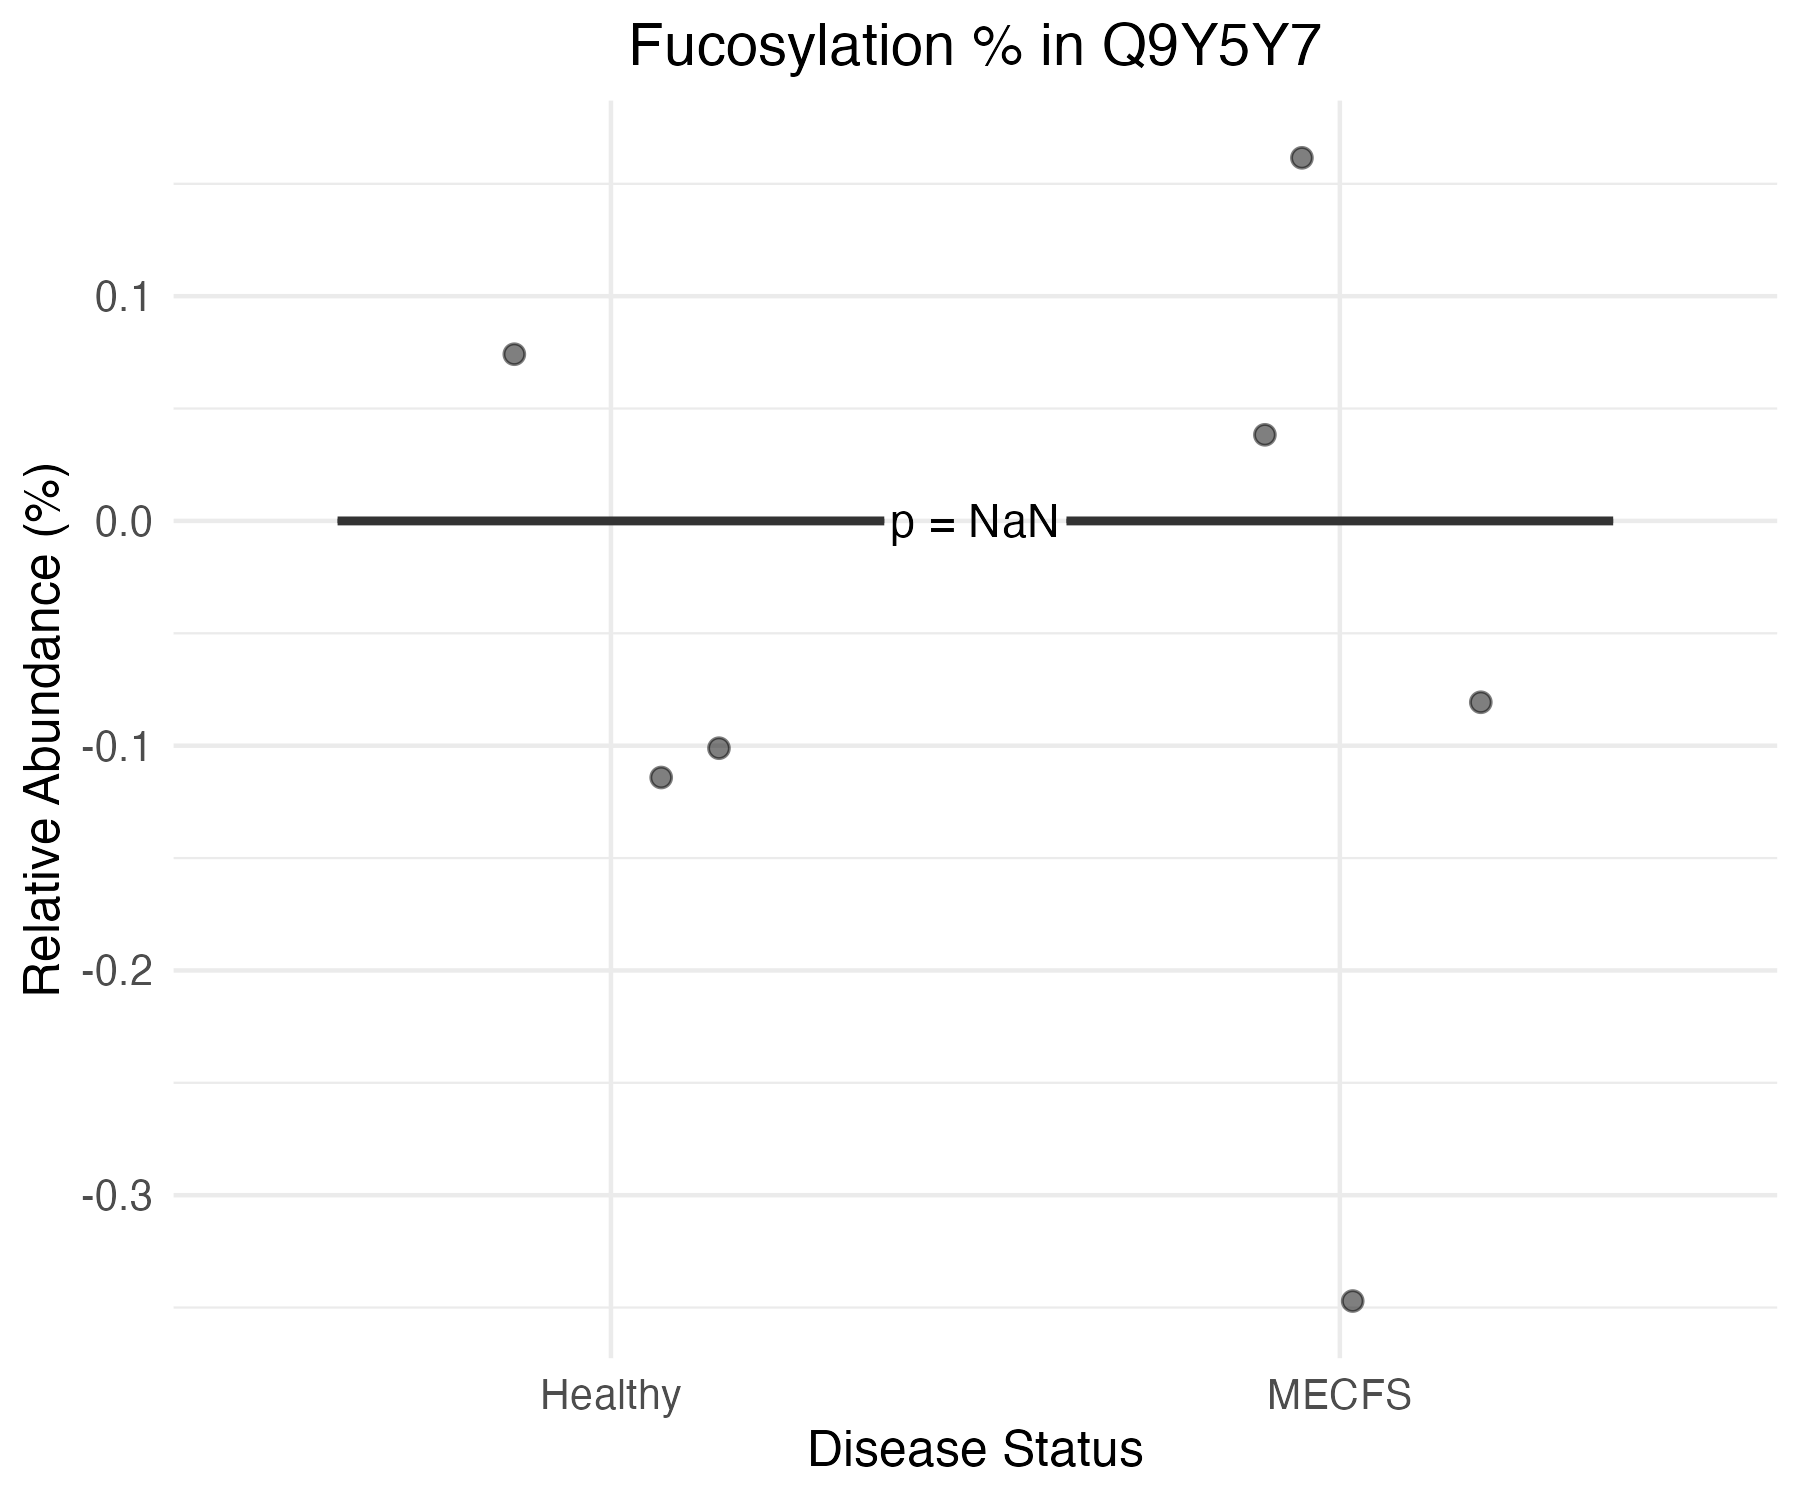 Fucosylation % in Q9Y5Y7
Relative Abundance (%)
0.1
0.0
-0.1
-0.2
-0.3
p = NaN
Healthy
MECFS
Disease Status